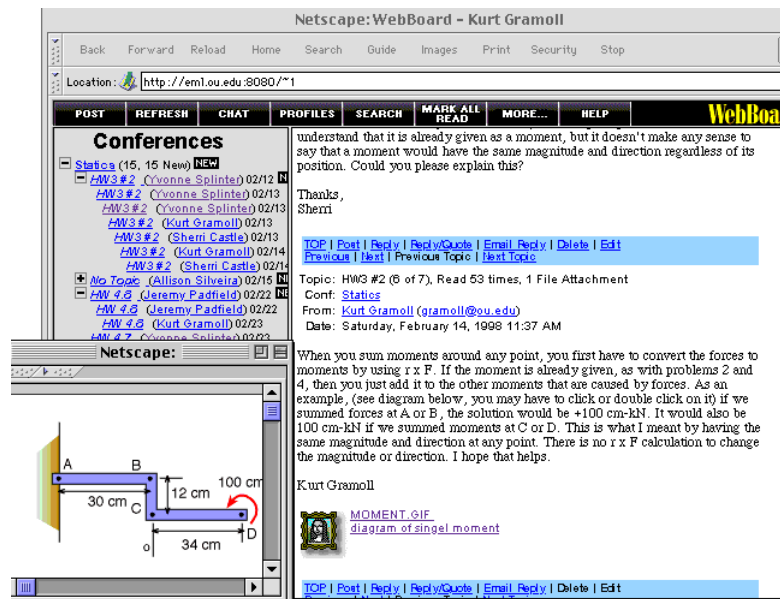 Netscape: WebBoard – Kurt Gramoll
Back Forward Reload Home Search Guide Images Print Security Stop
Location: http://eml.ou.edu:8080/~1
POST REFRESH CHAT PROFILES SEARCH MARK ALL READ MORE... HELP
Conferences
Statics (15, 15 New) NEW
HW3 #2 (Yvonne Splinter) 02/12
HW3 #2 (Yvonne Splinter) 02/13
HW3 #2 (Yvonne Splinter) 02/13
HW3 #2 (Kurt Gramoll) 02/13
HW3 #2 (Sherri Castle) 02/13
HW3 #2 (Kurt Gramoll) 02/14
HW3 #2 (Sherri Castle) 02/14
No Topic (Allison Silveira) 02/15
HW 4.8 (Jeremy Padfield) 02/22
HW 4.8 (Jeremy Padfield) 02/22
HW 4.8 (Kurt Gramoll) 02/23
HW 4.7 (Yvonne Splinter) 02/23
understand that it is already given as a moment, but it doesn't make any sense to
say that a moment would have the same magnitude and direction regardless of its
position. Could you please explain this?
Thanks,
Sherri
TOP | Post | Reply | Reply/Quote | Email Reply | Delete | Edit
Previous | Next | Previous Topic | Next Topic
Topic: HW3 #2 (6 of 7), Read 53 times, 1 File Attachment
Conf: Statics
From: Kurt Gramoll (gramoll@ou.edu)
Date: Saturday, February 14, 1998 11:37 AM
When you sum moments around any point, you first have to convert the forces to
moments by using r x F. If the moment is already given, as with problems 2 and
4, then you just add it to the other moments that are caused by forces. As an
example, (see diagram below, you may have to click or double click on it) if we
summed forces at A or B, the solution would be +100 cm-kN. It would also be
100 cm-kN if we summed moments at C or D. This is what I meant by having the
same magnitude and direction at any point. There is no r x F calculation to change
the magnitude or direction. I hope that helps.
Kurt Gramoll
MOMENT.GIF
diagram of singel moment
TOP | Post | Reply | Reply/Quote | Email Reply | Delete | Edit
Netscape:
A B
30 cm C 12 cm 100 cm
D
o 34 cm